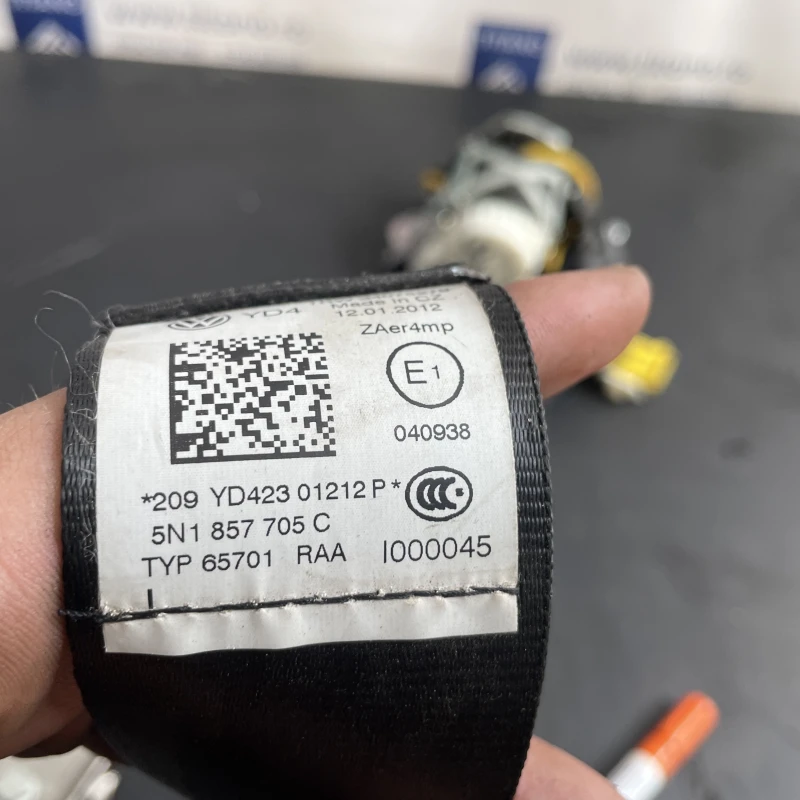 YD4
Made in CZ
12.01.2012
ZAer4mp
E1
040938
*209 YD423 01212 P*
CCC
5N1 857 705 C
TYP 65701 RAA I000045
I